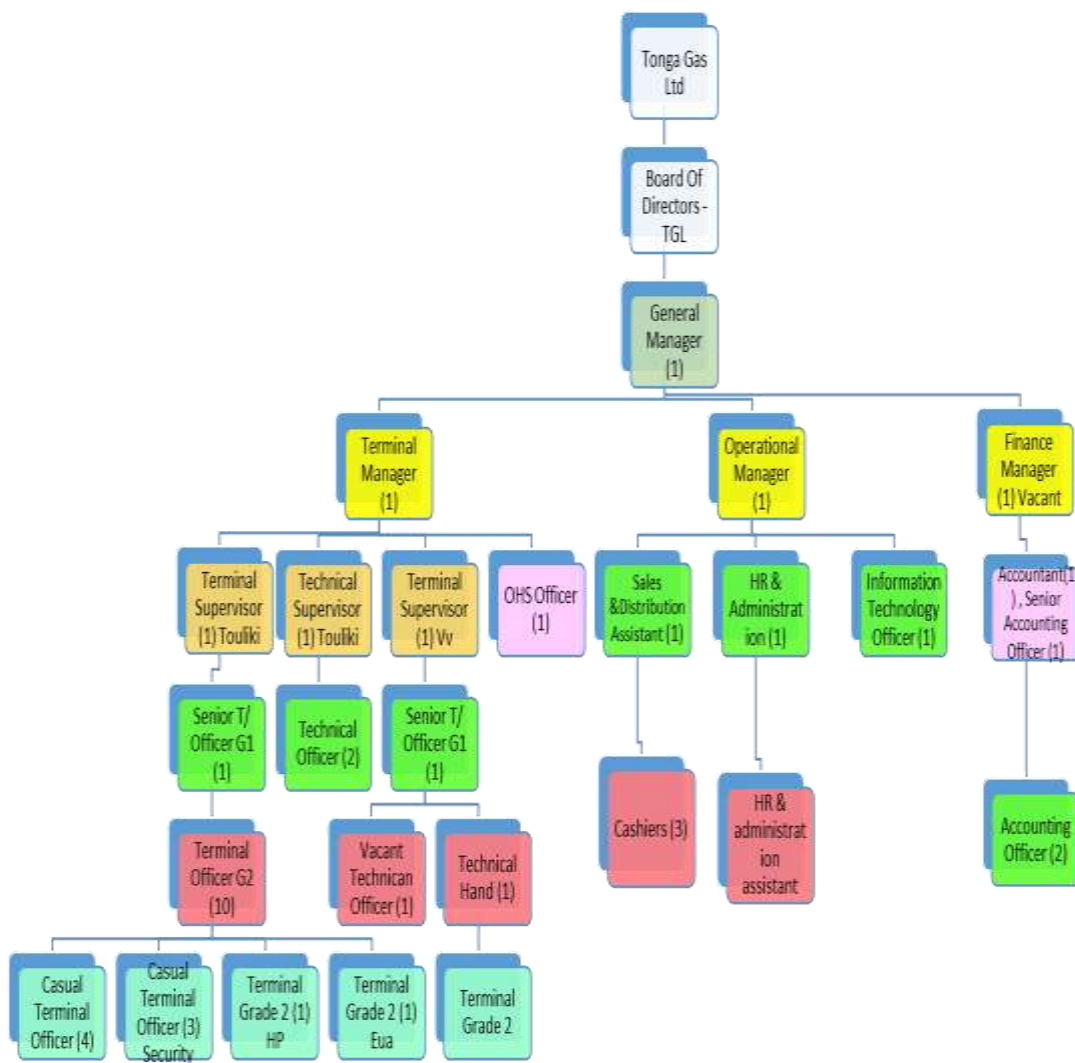 Tonga Gas
Ltd
Board Of
Directors -
TGL
General
Manager
(1)
Terminal
Manager
(1)
Operational
Manager
(1)
Finance
Manager
(1) Vacant
Terminal
Supervisor
(1) Touliki
Technical
Supervisor
(1) Touliki
Terminal
Supervisor
(1) Vv
OHS Officer
(1)
Sales
&Distribution
Assistant (1)
HR &
Administrat
ion (1)
Information
Technology
Officer (1)
Accountant(1
) , Senior
Accounting
Officer (1)
Senior T/
Officer G1
(1)
Technical
Officer (2)
Senior T/
Officer G1
(1)
Cashiers (3)
HR &
administrat
ion
assistant
Accounting
Officer (2)
Terminal
Officer G2
(10)
Vacant
Technican
Officer (1)
Technical
Hand (1)
Casual
Terminal
Officer (4)
Casual
Terminal
Officer (3)
Security
Terminal
Grade 2 (1)
HP
Terminal
Grade 2 (1)
Eua
Terminal
Grade 2